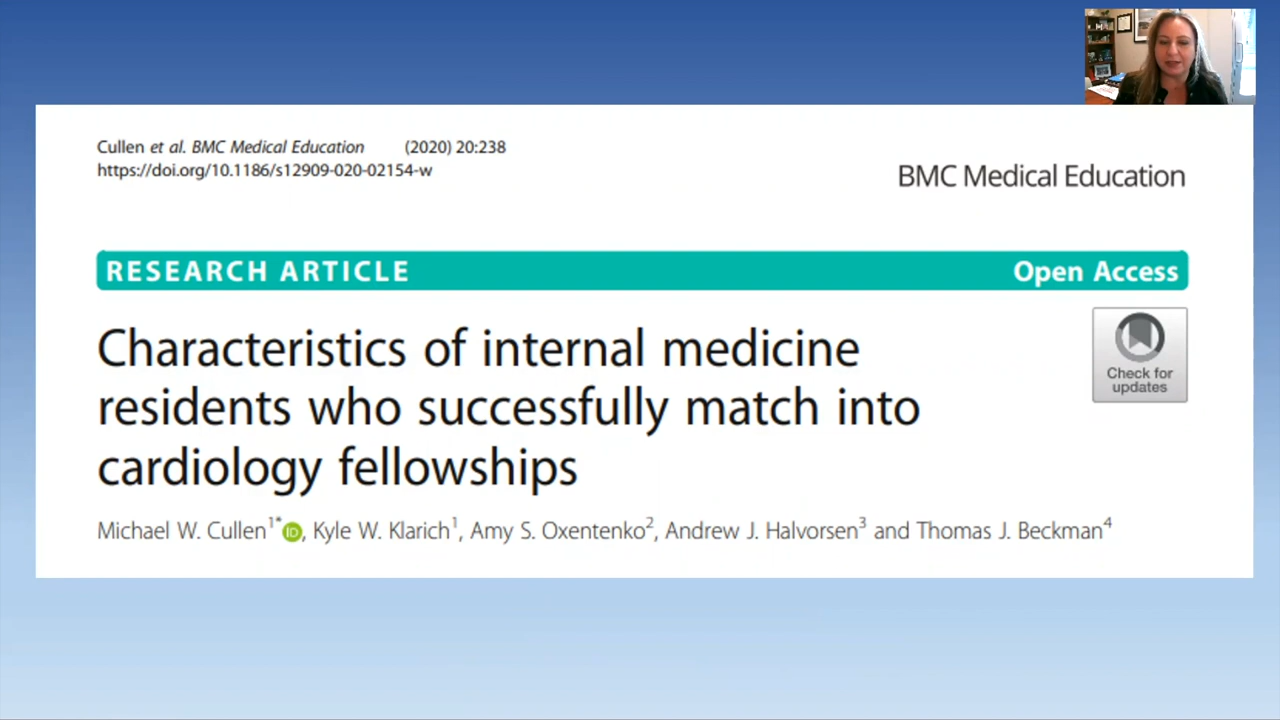 Cullen et al. BMC Medical Education (2020) 20:238
https://doi.org/10.1186/s12909-020-02154-w
BMC Medical Education
RESEARCH ARTICLE Open Access
Characteristics of internal medicine
residents who successfully match into
cardiology fellowships
Check for
updates
Michael W. Cullen1* iD, Kyle W. Klarich1, Amy S. Oxentenko2, Andrew J. Halvorsen3 and Thomas J. Beckman4